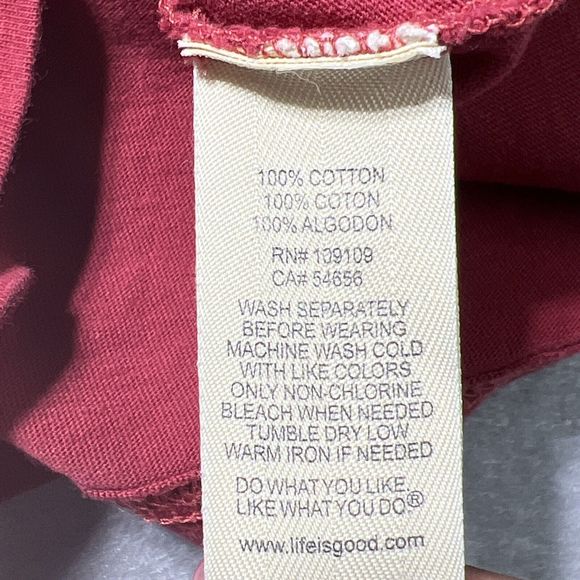 100% COTTON
100% COTON
100% ALGODON
RN# 109109
CA# 54656
WASH SEPARATELY
BEFORE WEARING
MACHINE WASH COLD
WITH LIKE COLORS
ONLY NON-CHLORINE
BLEACH WHEN NEEDED
TUMBLE DRY LOW
WARM IRON IF NEEDED
DO WHAT YOU LIKE.
LIKE WHAT YOU DO®
www.lifeisgood.com